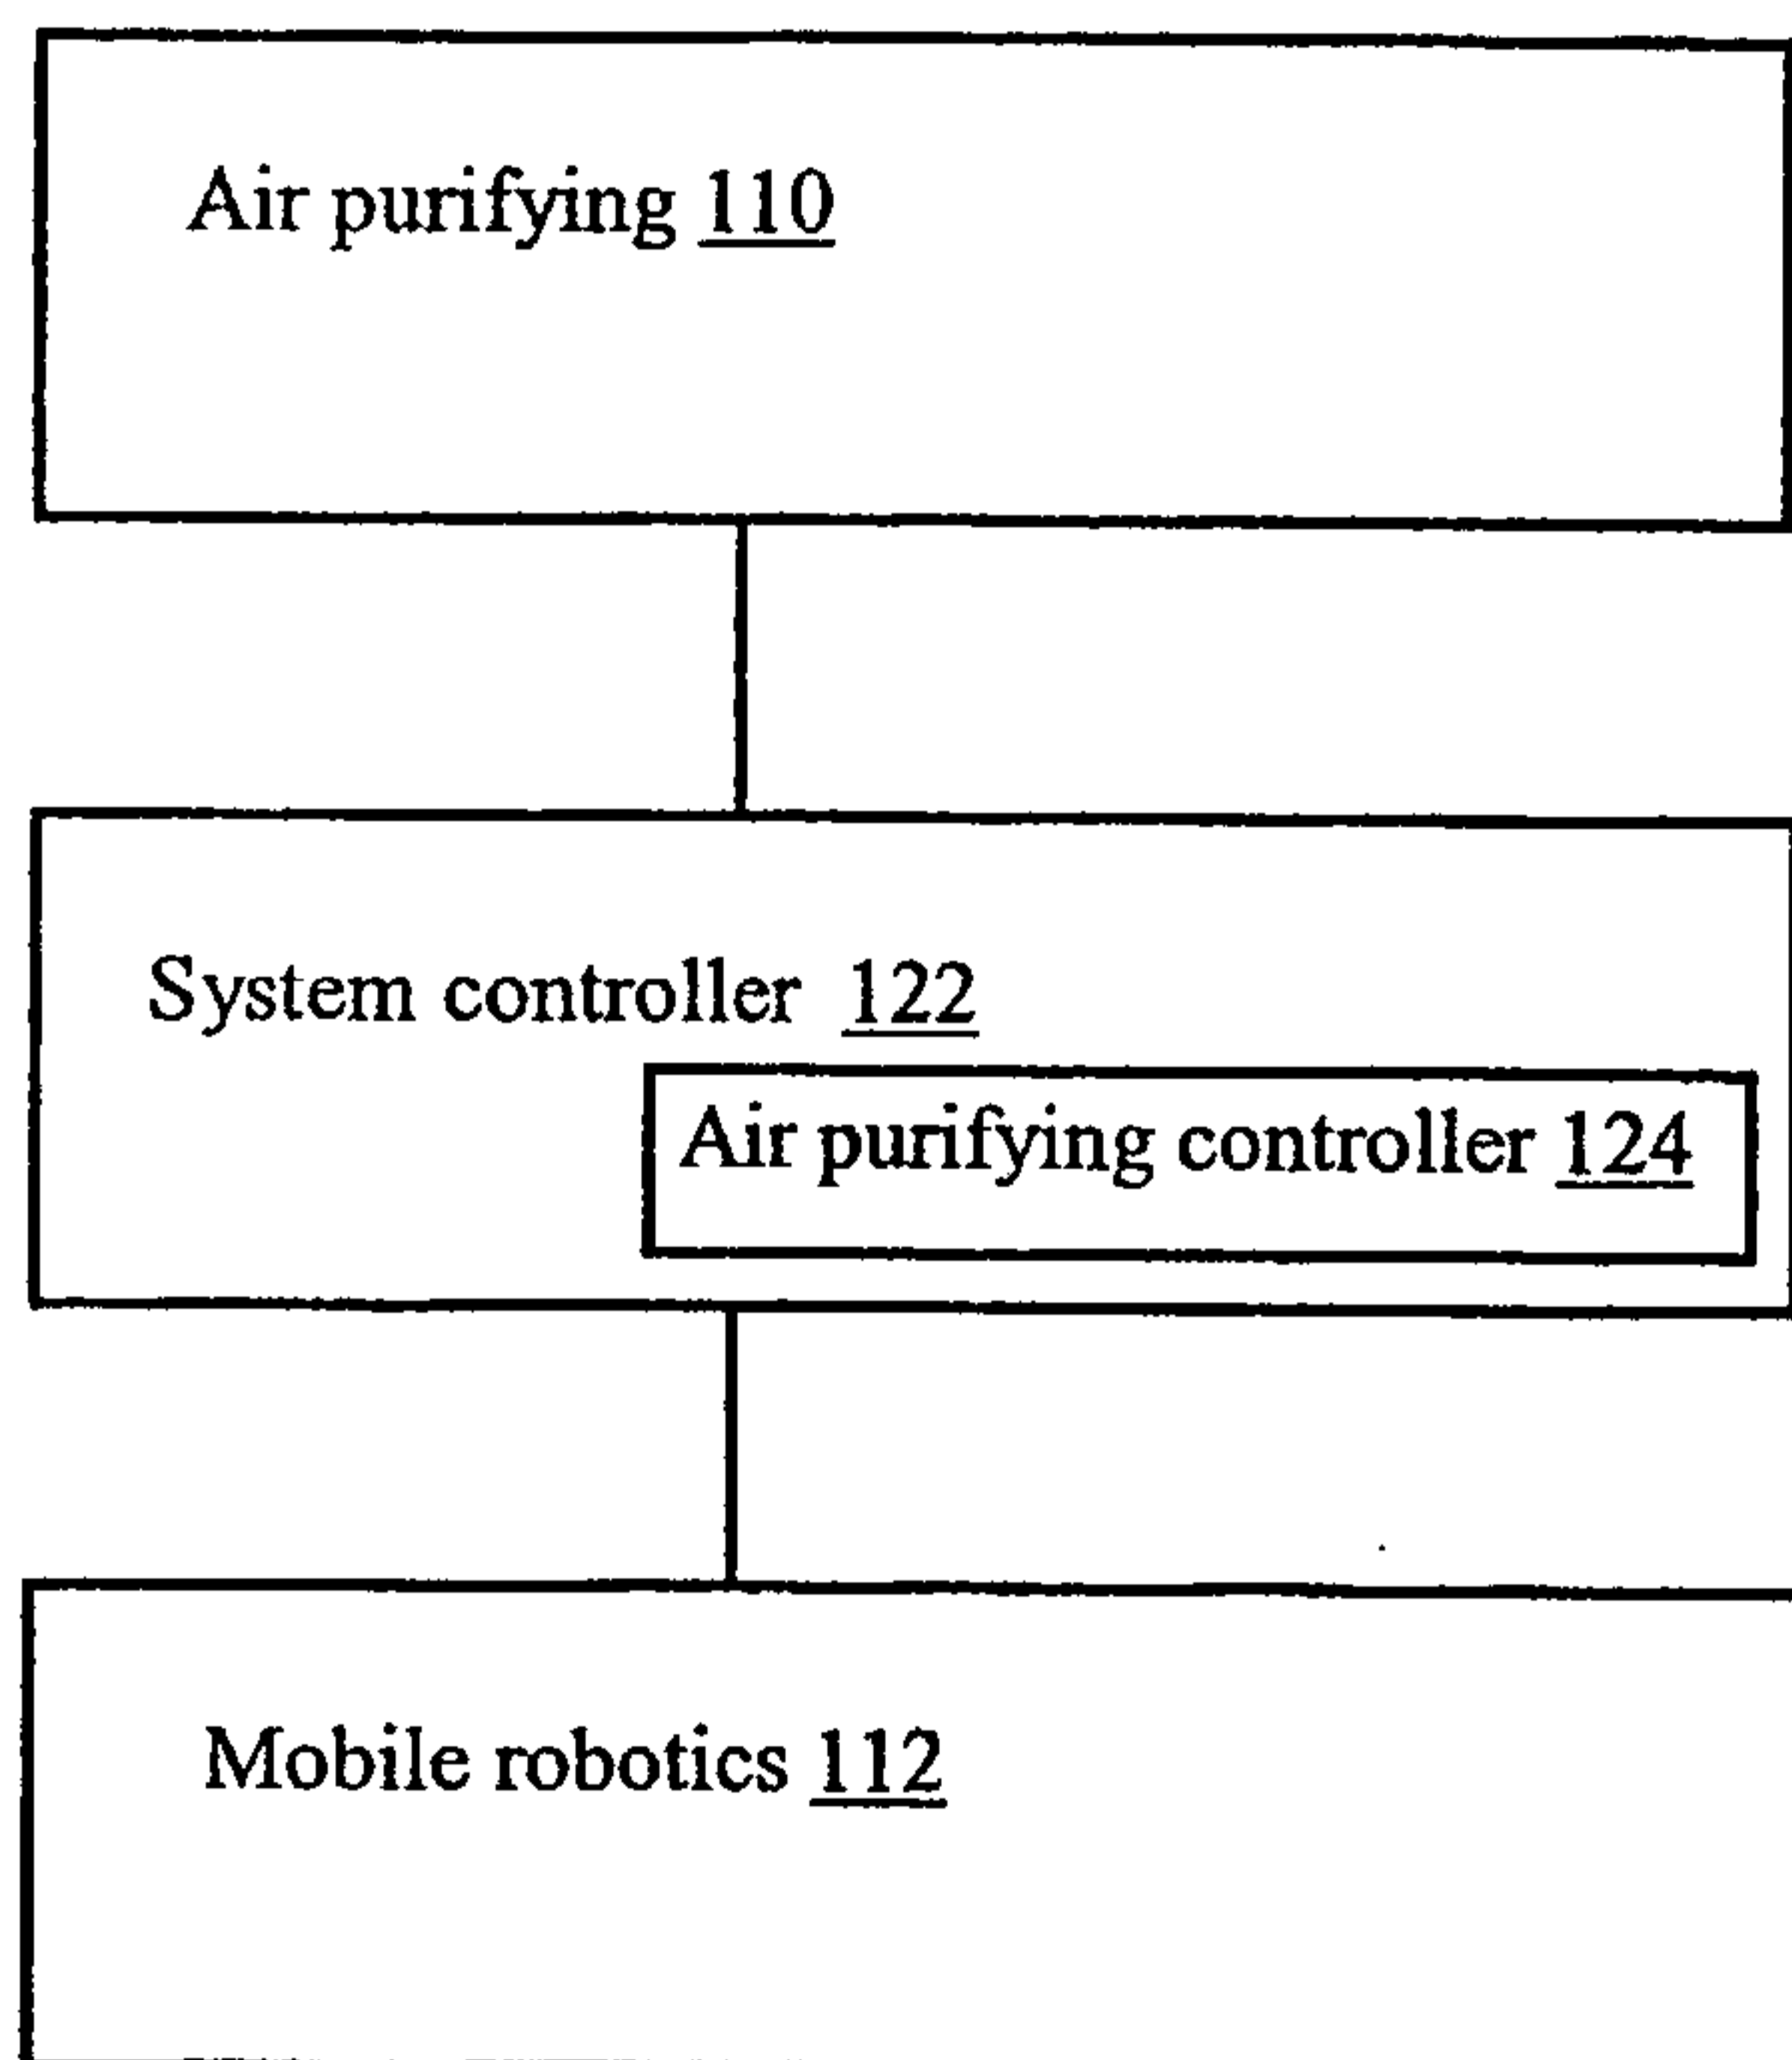 Air purifying 110
System controller 122
Air purifying controller 124
Mobile robotics 112